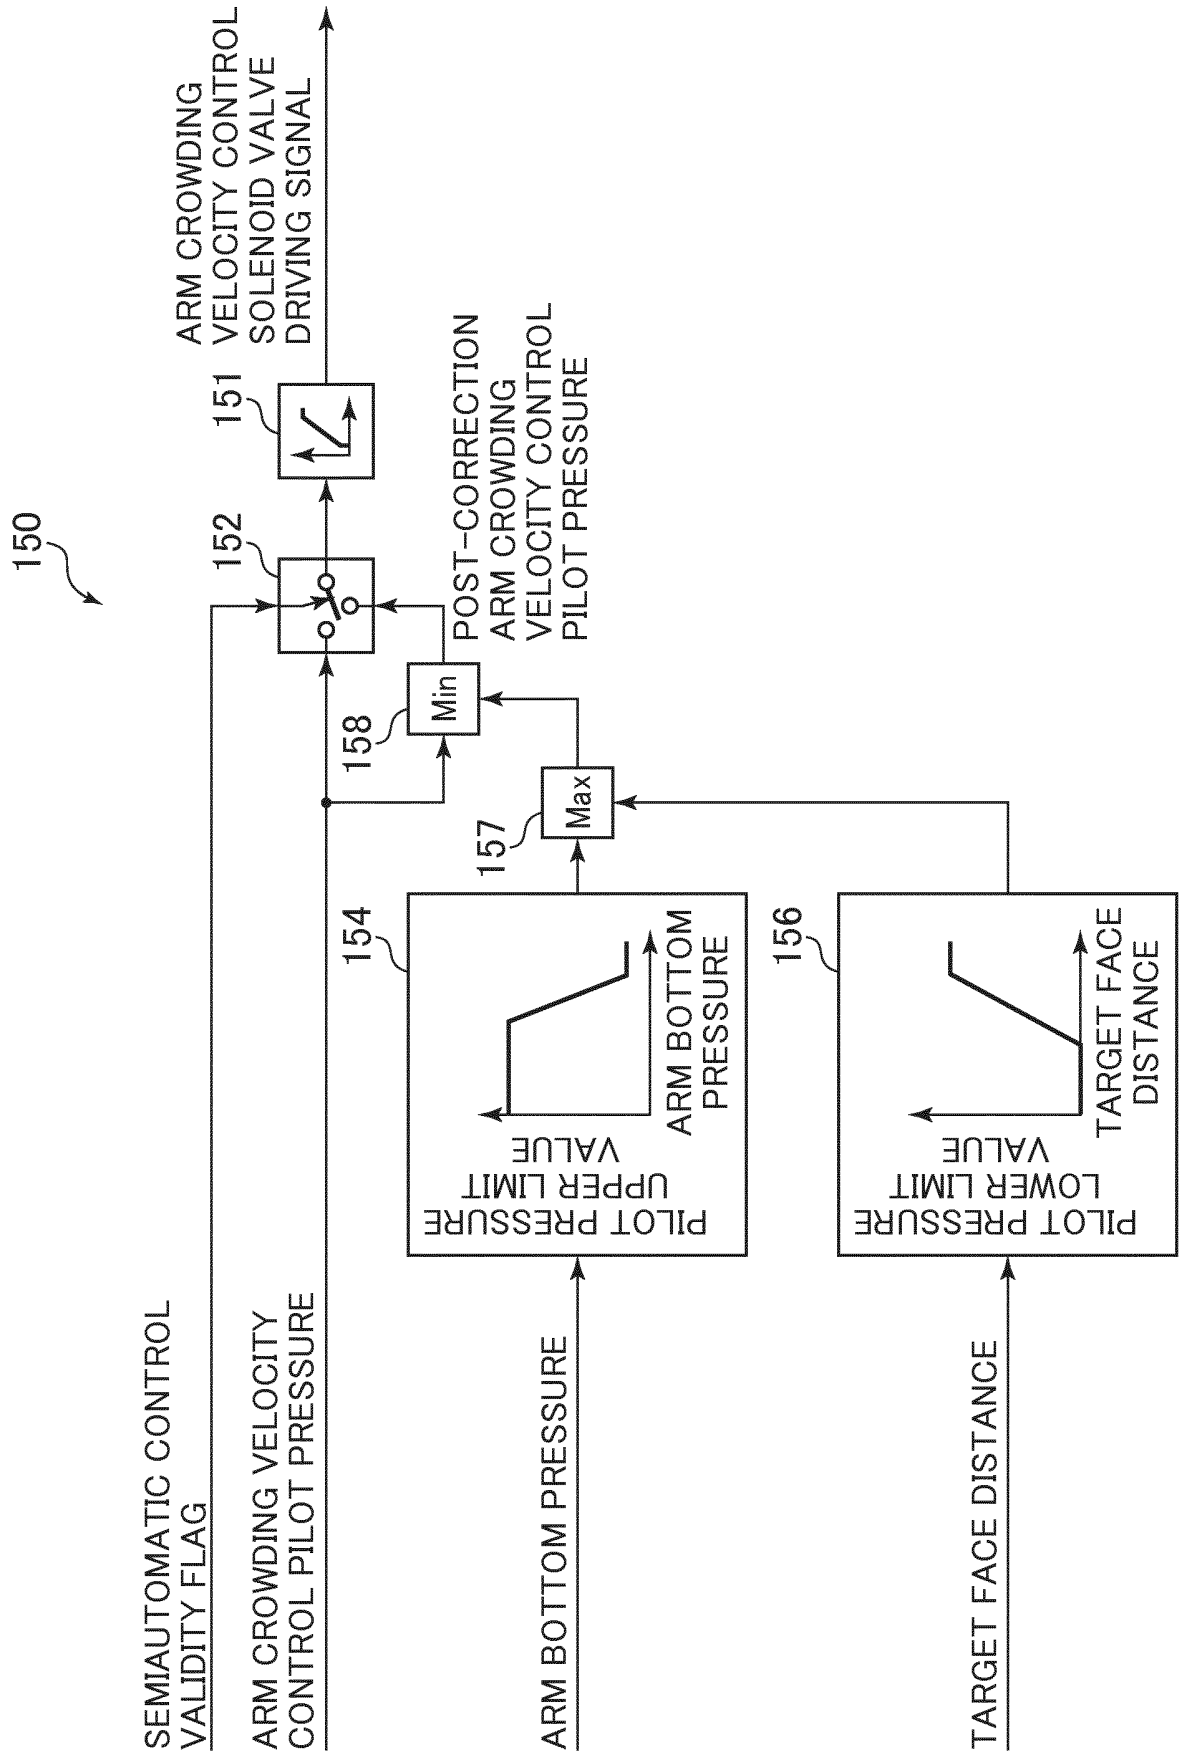 150
SEMIAUTOMATIC CONTROL
VALIDITY FLAG
ARM CROWDING VELOCITY
CONTROL PILOT PRESSURE
152
151
ARM CROWDING
VELOCITY CONTROL
SOLENOID VALVE
DRIVING SIGNAL
158
Min
POST-CORRECTION
ARM CROWDING
VELOCITY CONTROL
PILOT PRESSURE
ARM BOTTOM PRESSURE
154
PILOT PRESSURE
UPPER LIMIT
VALUE
ARM BOTTOM
PRESSURE
157
Max
TARGET FACE DISTANCE
156
PILOT PRESSURE
LOWER LIMIT
VALUE
TARGET FACE
DISTANCE